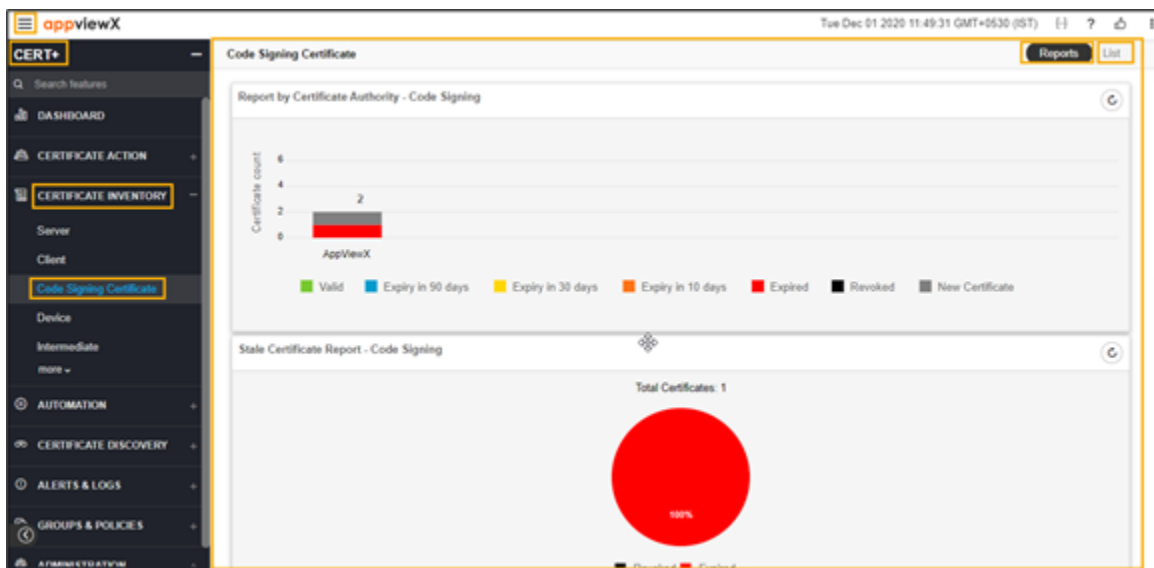 appviewX
Tue Dec 01 2020 11:49:31 GMT+0530 (IST)
?
CERT+
Search features
DASHBOARD
CERTIFICATE ACTION +
CERTIFICATE INVENTORY −
Server
Client
Code Signing Certificate
Device
Intermediate
more
AUTOMATION +
CERTIFICATE DISCOVERY +
ALERTS & LOGS +
GROUPS & POLICIES +
ADMINISTRATION
Code Signing Certificate
Reports List
Report by Certificate Authority - Code Signing
Certificate count
6
4
2
0
2
AppViewX
Valid Expiry in 90 days Expiry in 30 days Expiry in 10 days Expired Revoked New Certificate
Stale Certificate Report - Code Signing
Total Certificates: 1
100%
Revoked Expired